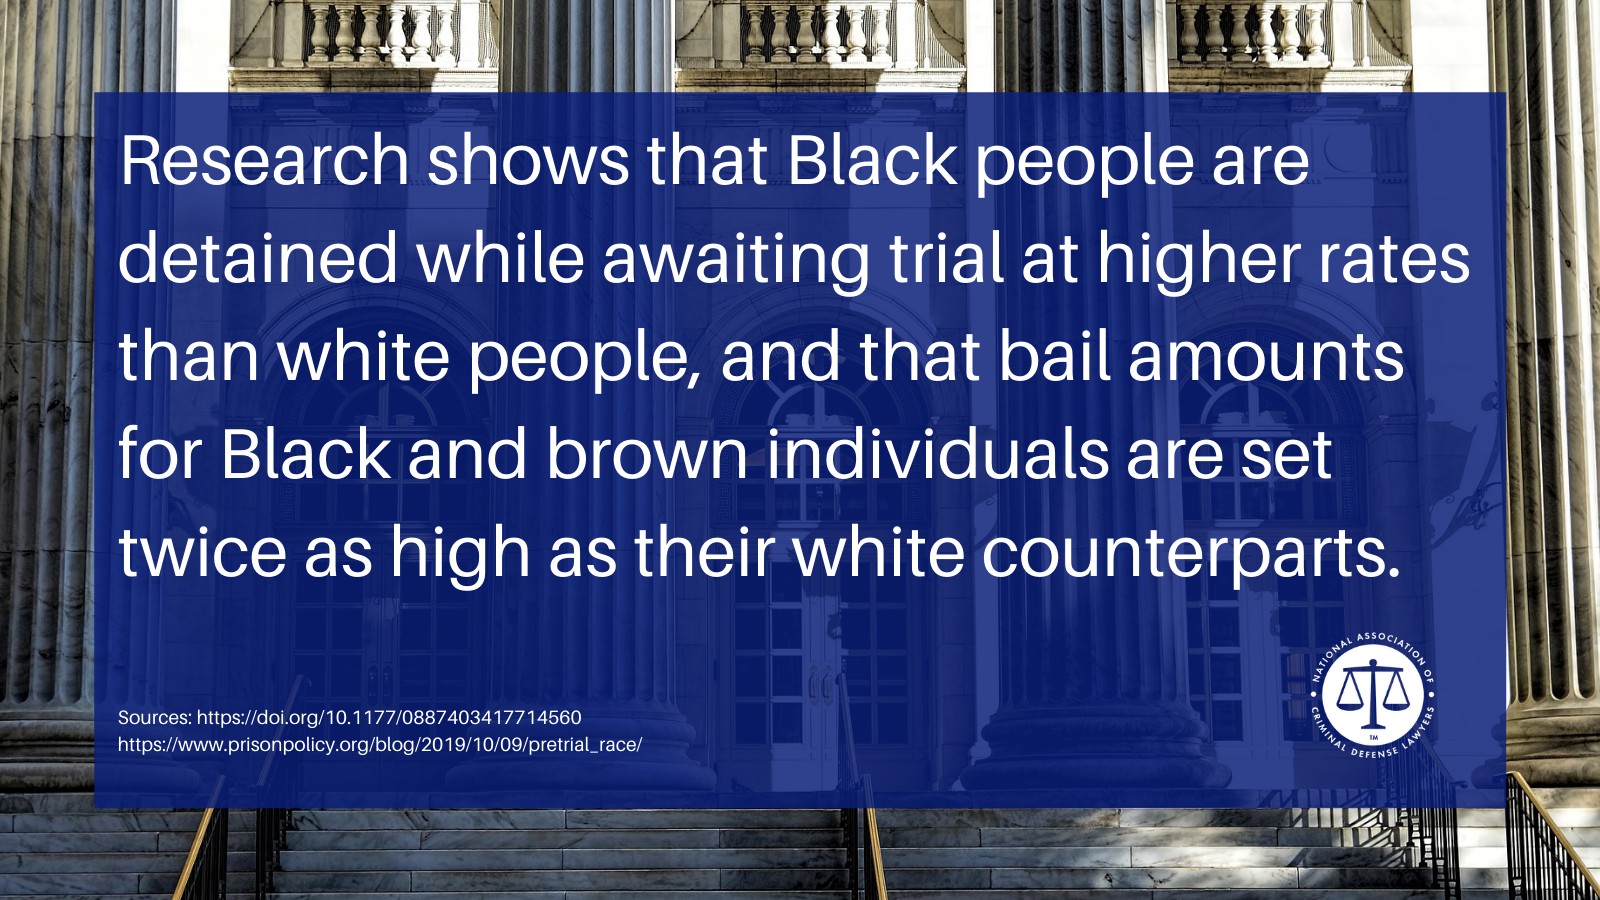 Research shows that Black people are
detained while awaiting trial at higher rates
than white people, and that bail amounts
for Black and brown individuals are set
twice as high as their white counterparts.
Sources: https://doi.org/10.1177/0887403417714560
https://www.prisonpolicy.org/blog/2019/10/09/pretrial_race/
NATIONAL ASSOCIATION OF
CRIMINAL DEFENSE LAWYERS
TM